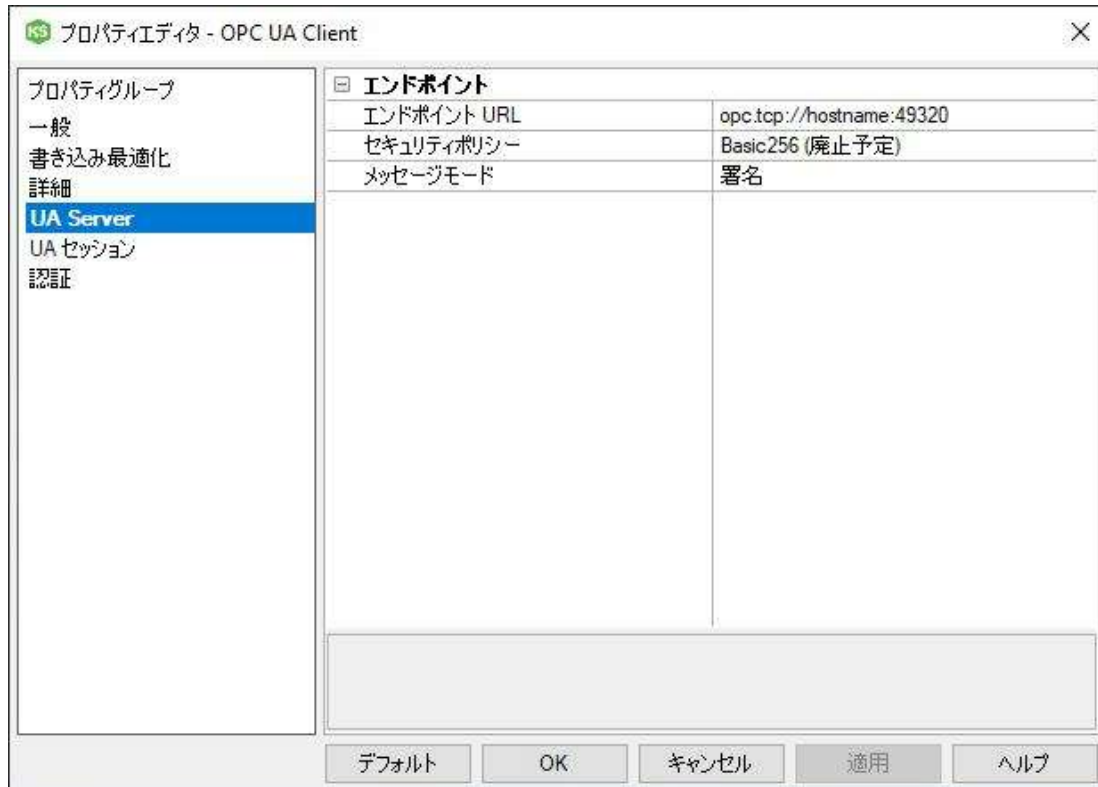 KS プロパティエディタ - OPC UA Client
プロパティグループ
一般
書き込み最適化
詳細
UA Server
UA セッション
認証
エンドポイント
エンドポイント URL opc.tcp://hostname:49320
セキュリティポリシー Basic256 (廃止予定)
メッセージモード 署名
デフォルト OK キャンセル 適用 ヘルプ